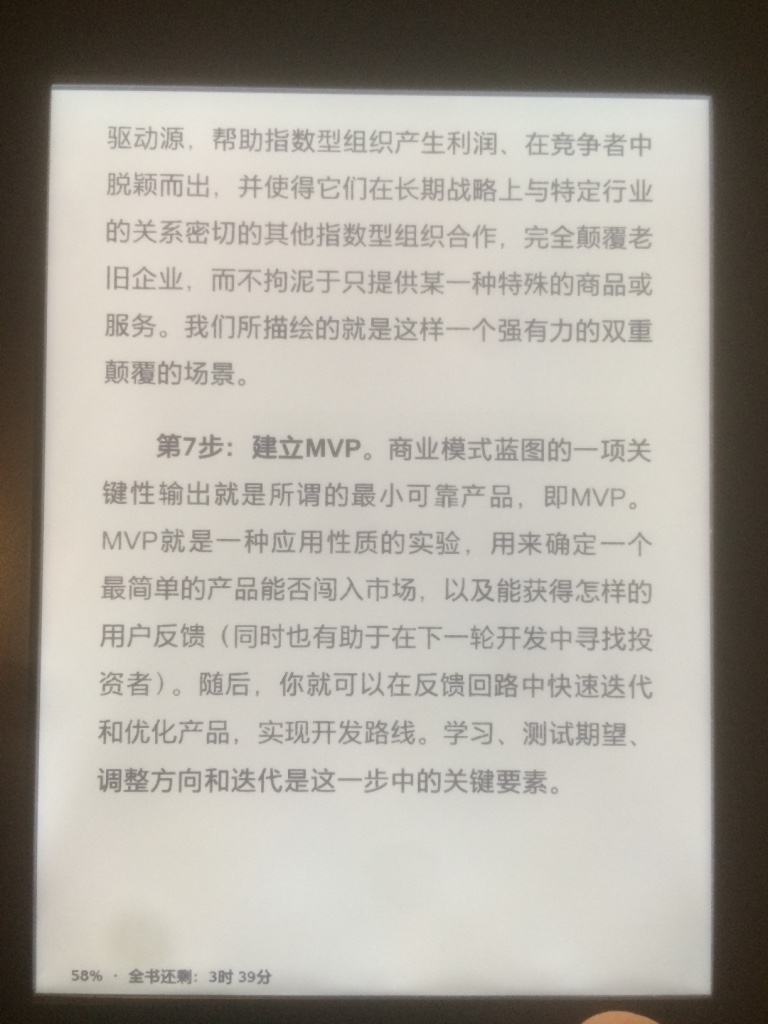 驱动源，帮助指数型组织产生利润、在竞争者中
脱颖而出，并使得它们在长期战略上与特定行业
的关系密切的其他指数型组织合作，完全颠覆老
旧企业，而不拘泥于只提供某一种特殊的商品或
服务。我们所描绘的就是这样一个强有力的双重
颠覆的场景。
第7步：建立MVP。商业模式蓝图的一项关
键性输出就是所谓的最小可靠产品，即MVP。
MVP就是一种应用性质的实验，用来确定一个
最简单的产品能否闯入市场，以及能获得怎样的
用户反馈（同时也有助于在下一轮开发中寻找投
资者）。随后，你就可以在反馈回路中快速迭代
和优化产品，实现开发路线。学习、测试期望、
调整方向和迭代是这一步中的关键要素。
58% · 全书还剩：3时 39分